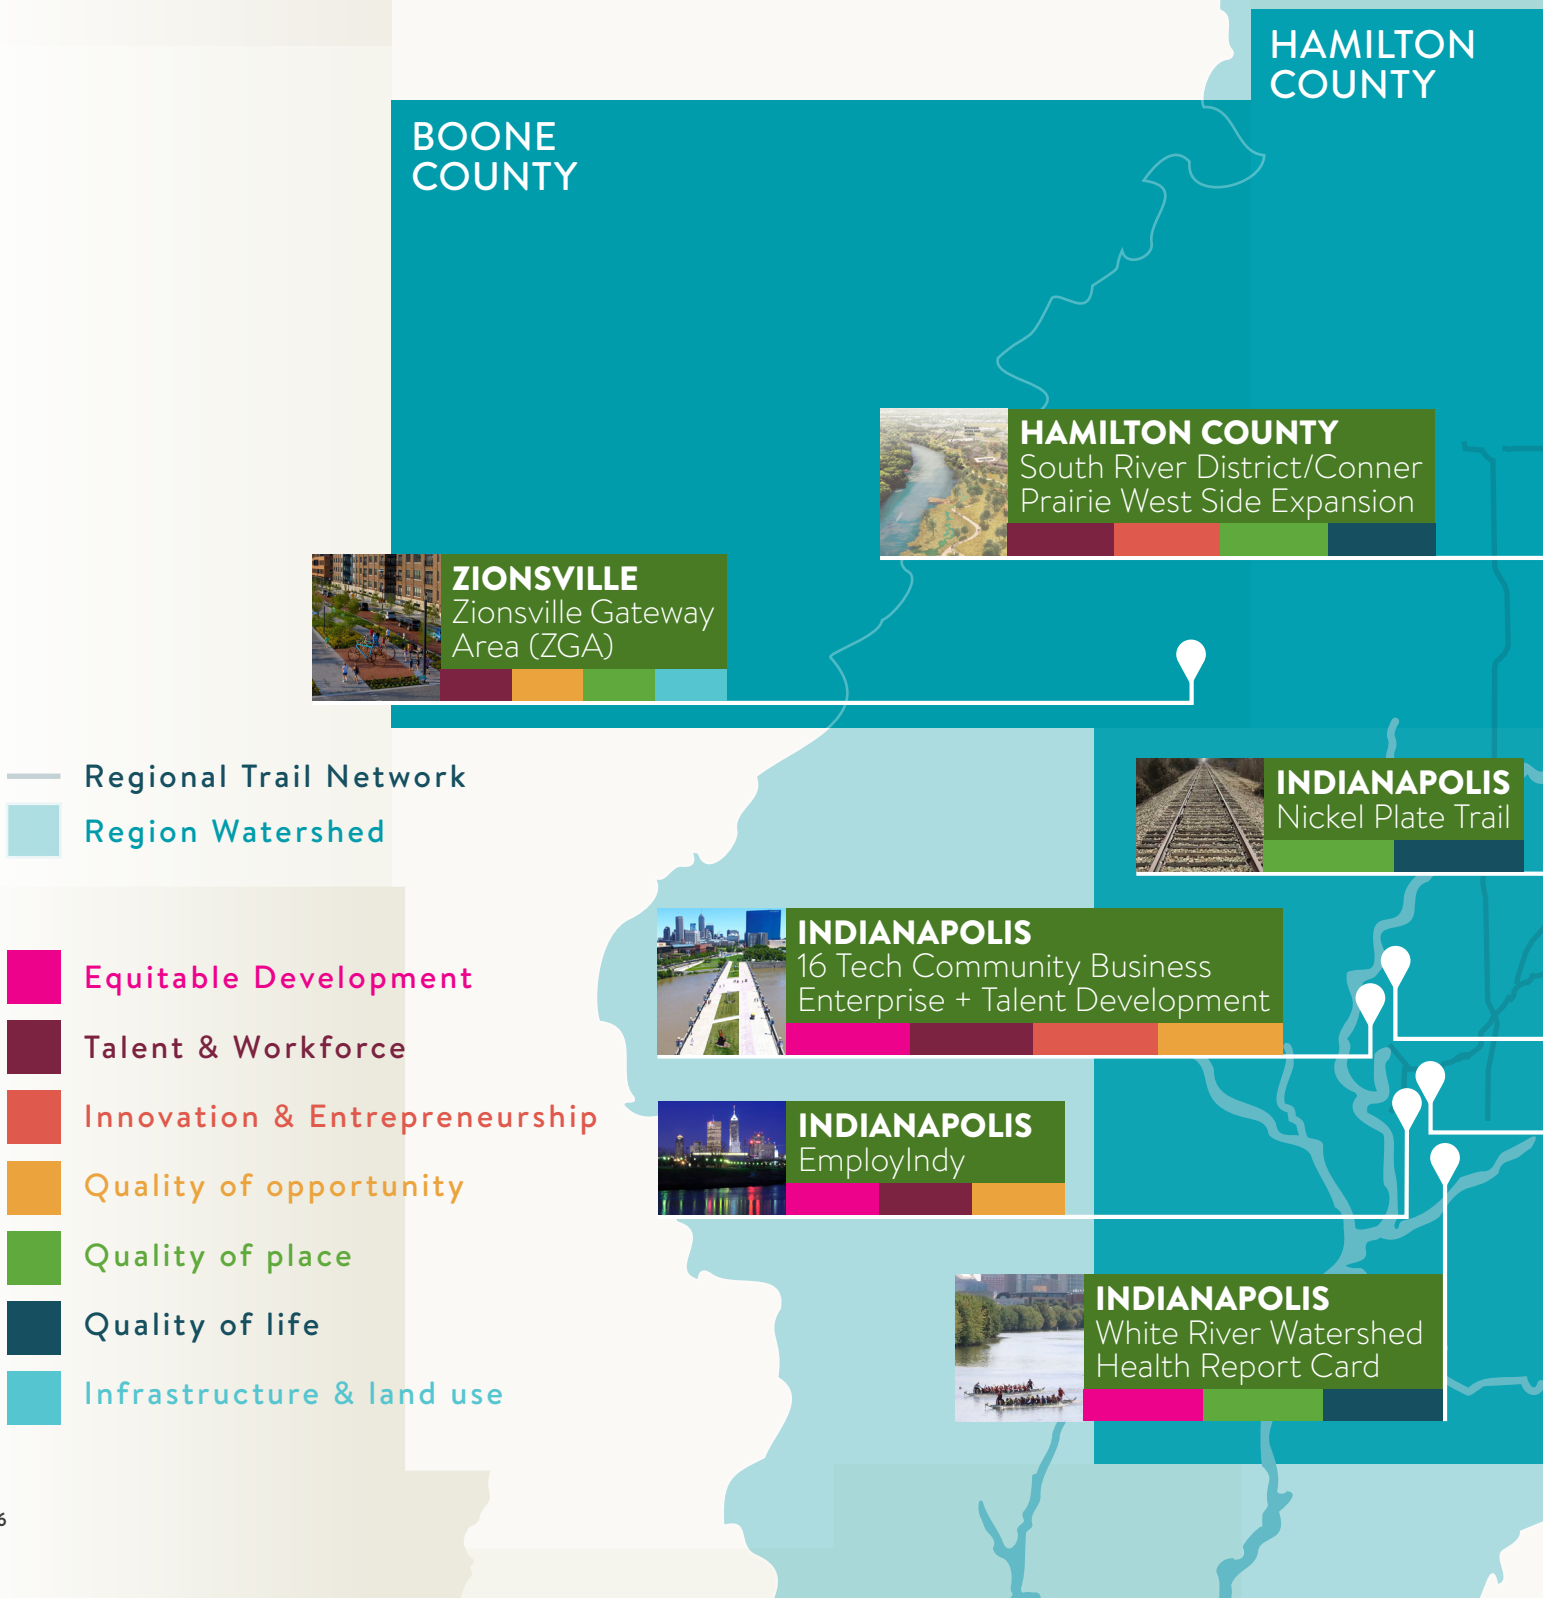 HAMILTON
COUNTY
BOONE
COUNTY
HAMILTON COUNTY
South River District/Conner
Prairie West Side Expansion
ZIONSVILLE
Zionsville Gateway
Area (ZGA)
Regional Trail Network
Region Watershed
INDIANAPOLIS
Nickel Plate Trail
INDIANAPOLIS
16 Tech Community Business
Enterprise + Talent Development
Equitable Development
Talent & Workforce
Innovation & Entrepreneurship
Quality of opportunity
Quality of place
Quality of life
Infrastructure & land use
INDIANAPOLIS
EmployIndy
INDIANAPOLIS
White River Watershed
Health Report Card
6